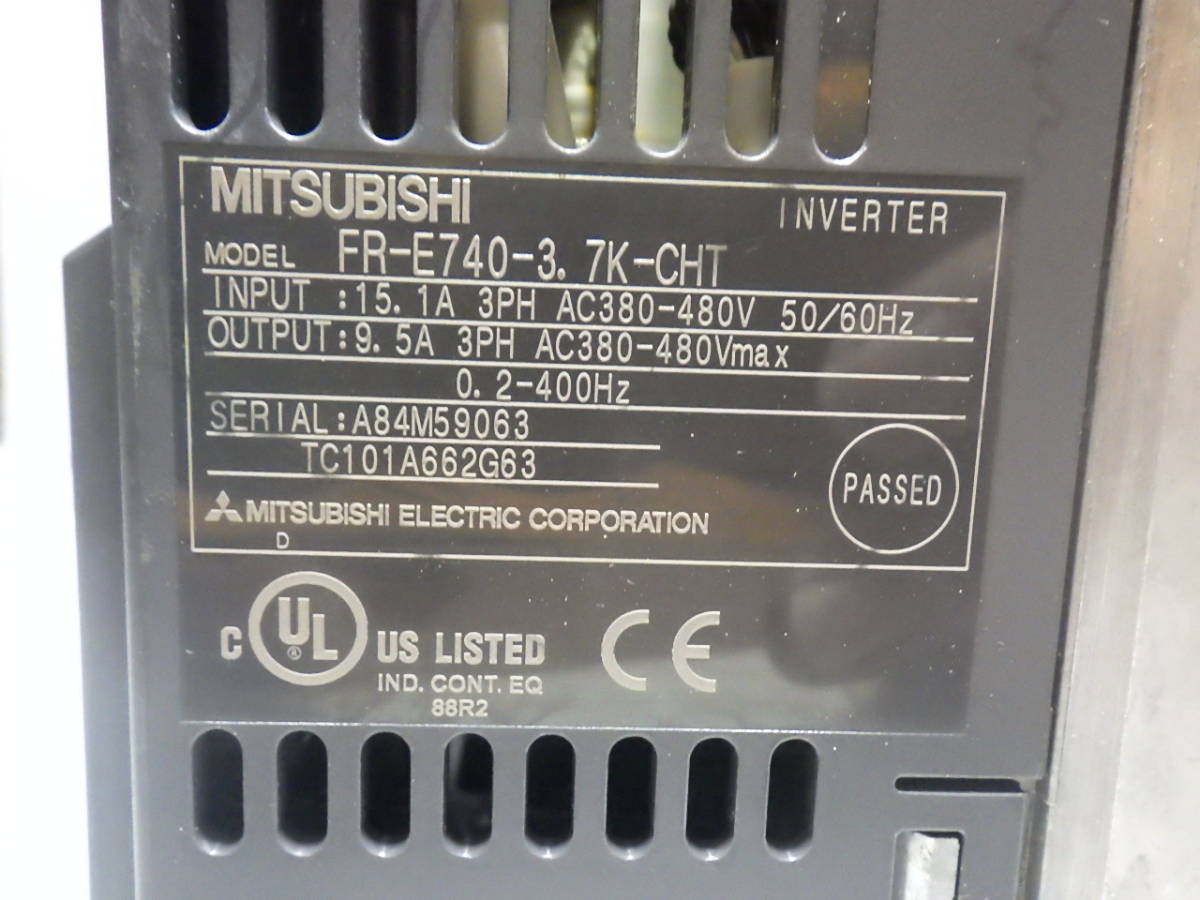 MITSUBISHI INVERTER
MODEL FR-E740-3.7K-CHT
INPUT :15.1A 3PH AC380-480V 50/60Hz
OUTPUT:9.5A 3PH AC380-480Vmax
0.2-400Hz
SERIAL:A84M59063
TC101A662G63
PASSED
MITSUBISHI ELECTRIC CORPORATION
D
C UL ® US LISTED CE
IND. CONT. EQ
88R2